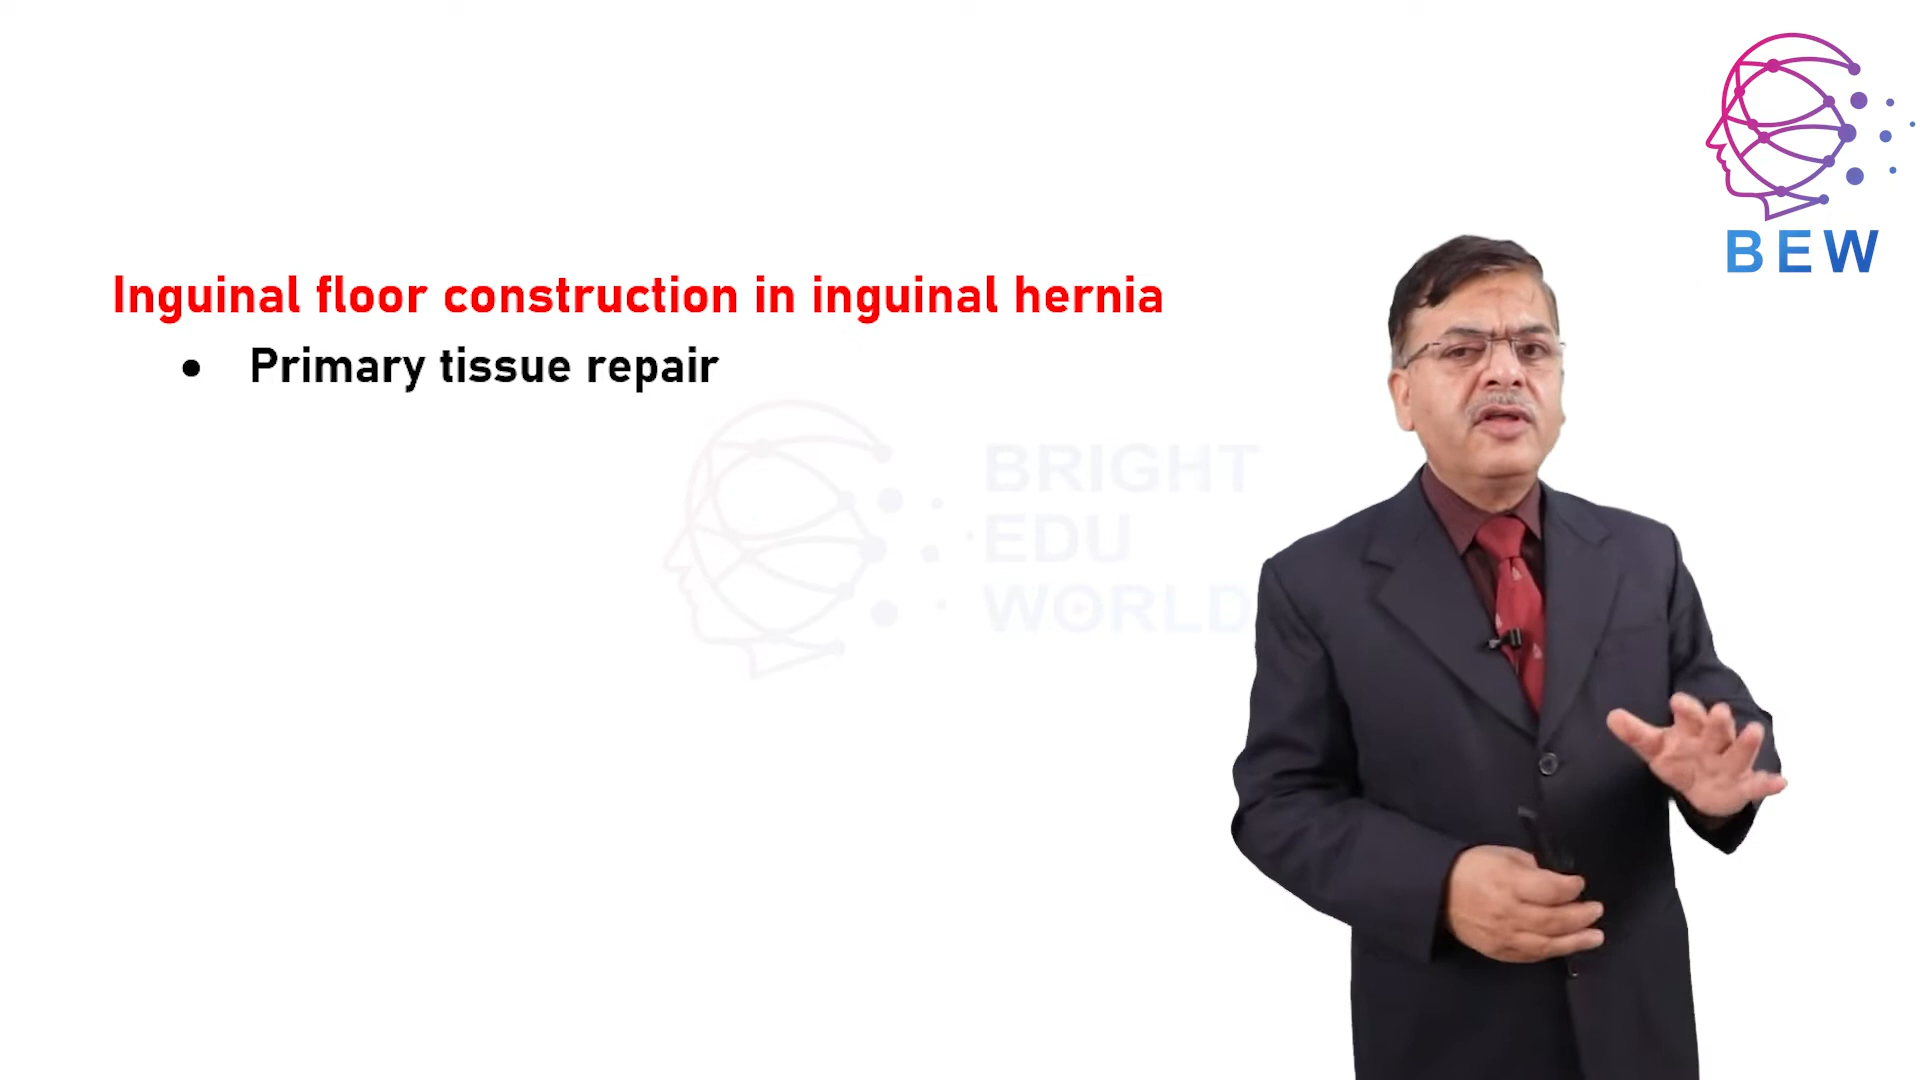 BEW
Inguinal floor construction in inguinal hernia
• Primary tissue repair
BRIGHT
EDU
WORLD